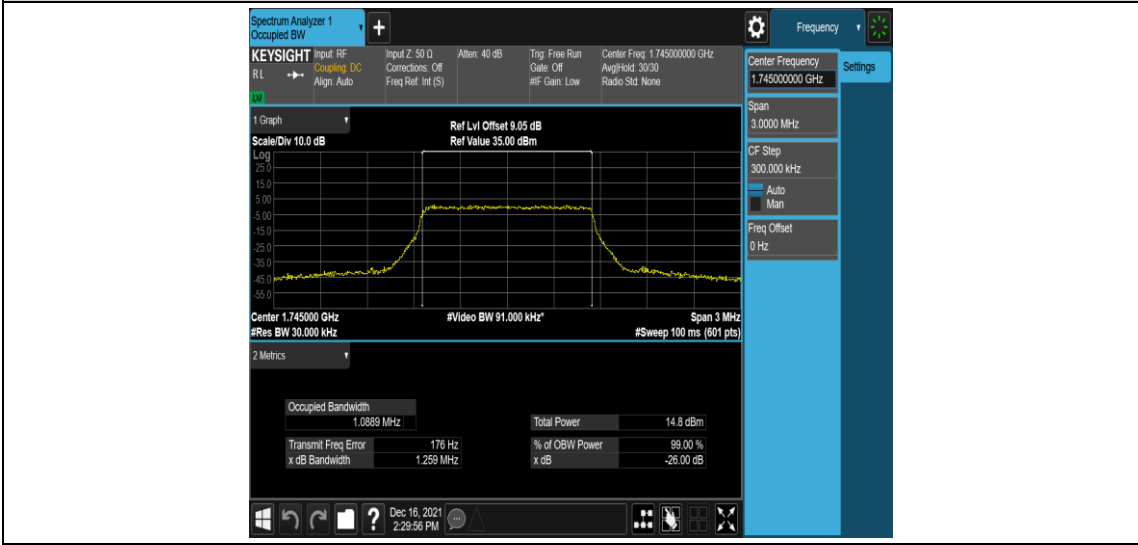 Spectrum Analyzer 1
Occupied BW
+
Frequency
KEYSIGHT
RL
LM
Input: RF
Coupling: DC
Align: Auto
Input Z: 50 Ω
Corrections: Off
Freq Ref: Int (S)
Atten: 40 dB
Trig: Free Run
Gate: Off
#IF Gain: Low
Center Freq: 1.745000000 GHz
Avg|Hold: 30/30
Radio Std: None
Center Frequency
1.745000000 GHz
Settings
Span
3.0000 MHz
CF Step
300.000 kHz
Auto
Man
Freq Offset
0 Hz
1 Graph
Scale/Div 10.0 dB
Ref Lvl Offset 9.05 dB
Ref Value 35.00 dBm
Log
25.0
15.0
5.00
-5.00
-15.0
-25.0
-35.0
-45.0
-55.0
Center 1.745000 GHz
#Video BW 91.000 kHz*
Span 3 MHz
#Res BW 30.000 kHz
#Sweep 100 ms (601 pts)
2 Metrics
Occupied Bandwidth
1.0889 MHz
Total Power 14.8 dBm
Transmit Freq Error 176 Hz
% of OBW Power 99.00 %
x dB Bandwidth 1.259 MHz
x dB -26.00 dB
?
Dec 16, 2021
2:29:56 PM